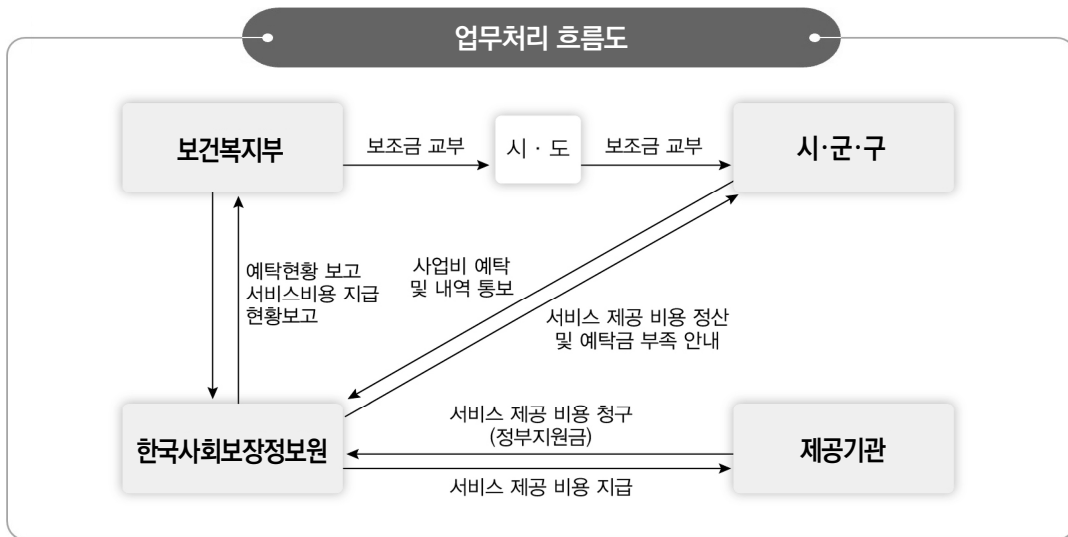 업무처리 흐름도
보건복지부
보조금 교부
시 · 도
보조금 교부
시·군·구
예탁현황 보고
서비스비용 지급
현황보고
사업비 예탁
및 내역 통보
서비스 제공 비용 정산
및 예탁금 부족 안내
한국사회보장정보원
서비스 제공 비용 청구
(정부지원금)
서비스 제공 비용 지급
제공기관